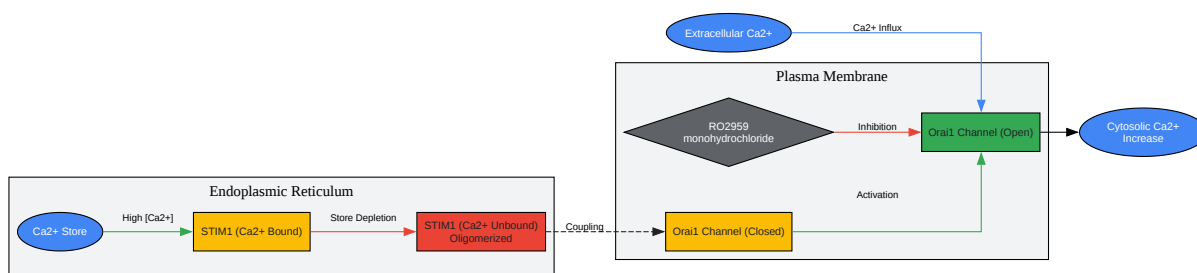 Extracellular Ca2+
Ca2+ Influx
Plasma Membrane
RO2959
monohydrochloride
Inhibition
Orai1 Channel (Open)
Cytosolic Ca2+
Increase
Endoplasmic Reticulum
Activation
Ca2+ Store
High [Ca2+]
STIM1 (Ca2+ Bound)
Store Depletion
STIM1 (Ca2+ Unbound)
Oligomerized
Coupling
Orai1 Channel (Closed)